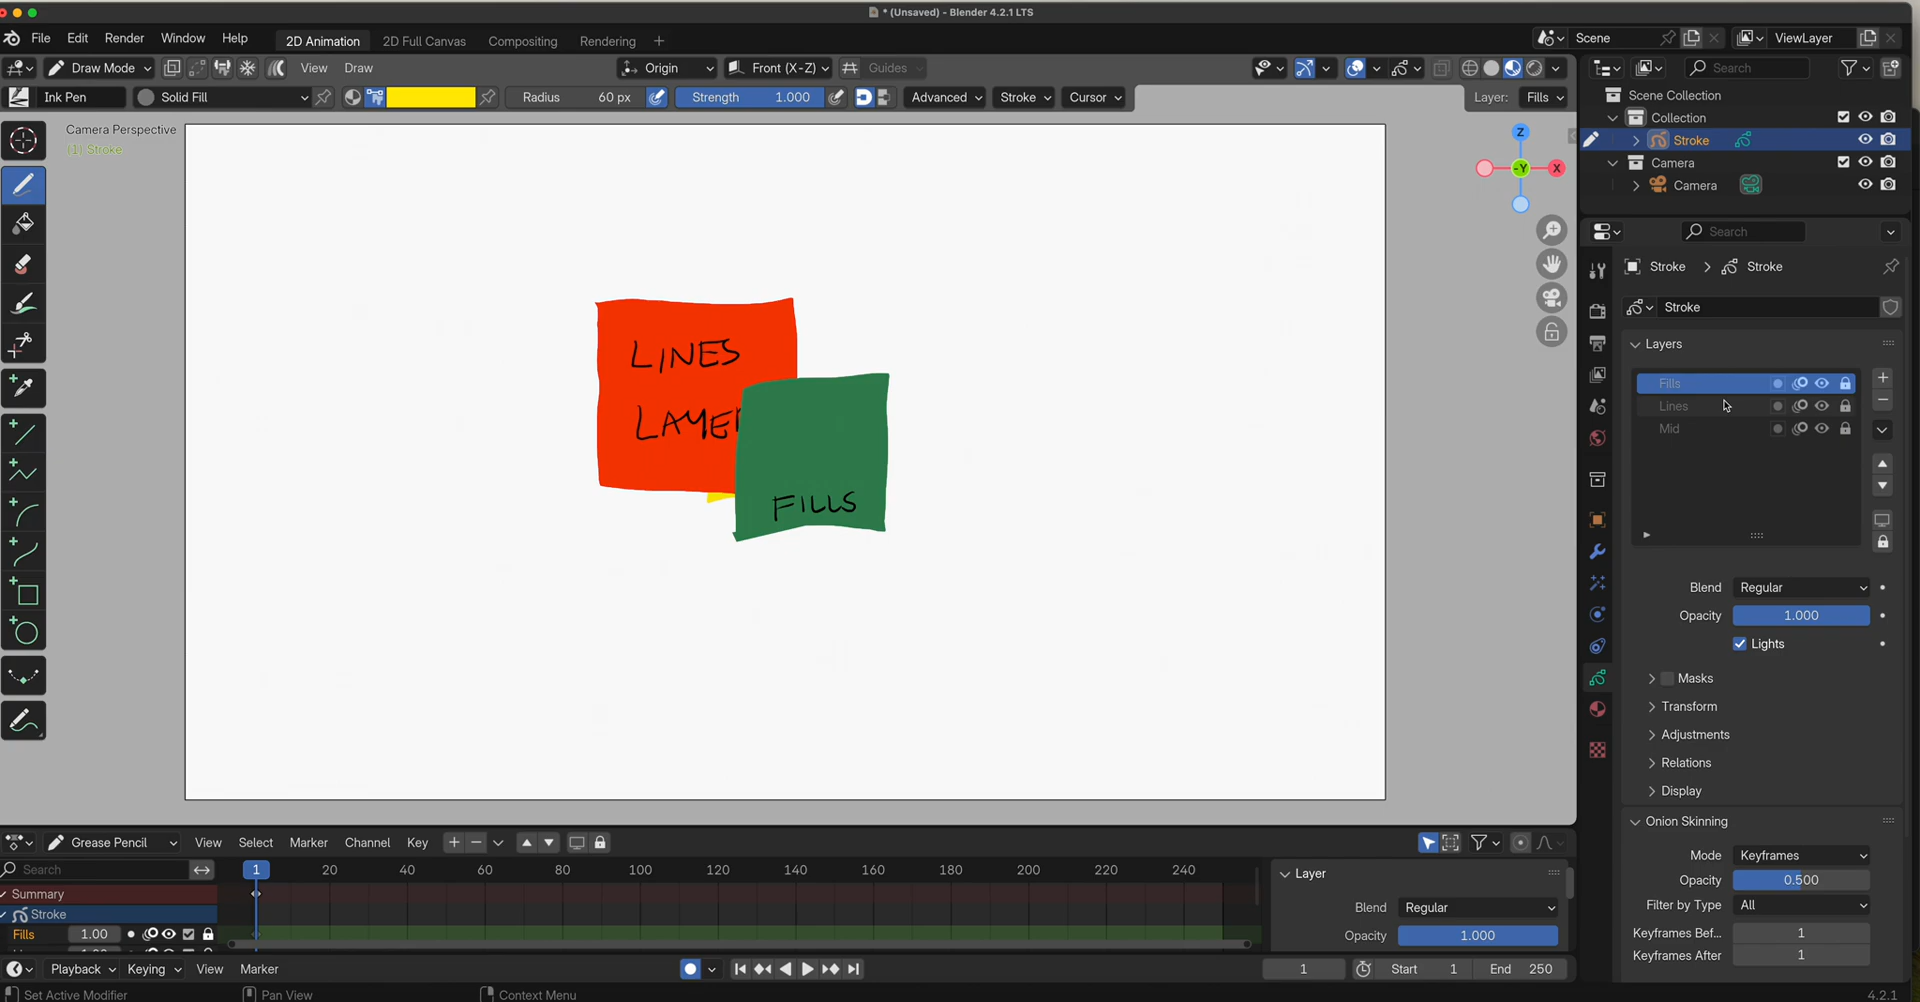 * (Unsaved) - Blender 4.2.1 LTS
File Edit Render Window Help 2D Animation 2D Full Canvas Compositing Rendering + Scene ViewLayer
Draw Mode View Draw Origin Front (X-Z) Guides Search
Ink Pen Solid Fill Radius 60 px Strength 1.000 Advanced Stroke Cursor Layer: Fills
Scene Collection
Collection
Stroke
Camera
Camera
Camera Perspective
(1) Stroke
Z
-Y X
LINES
LAYER
FILLS
Search
Stroke > Stroke
Stroke
Layers
Fills
Lines
Mid
Blend Regular
Opacity 1.000
Lights
Masks
Transform
Adjustments
Relations
Display
Onion Skinning
Mode Keyframes
Opacity 0.500
Filter by Type All
Keyframes Bef... 1
Keyframes After 1
Grease Pencil View Select Marker Channel Key
Search 1 20 40 60 80 100 120 140 160 180 200 220 240
Summary
Stroke
Fills 1.00
Layer
Blend Regular
Opacity 1.000
Playback Keying View Marker 1 Start 1 End 250
Set Active Modifier Pan View Context Menu 4.2.1